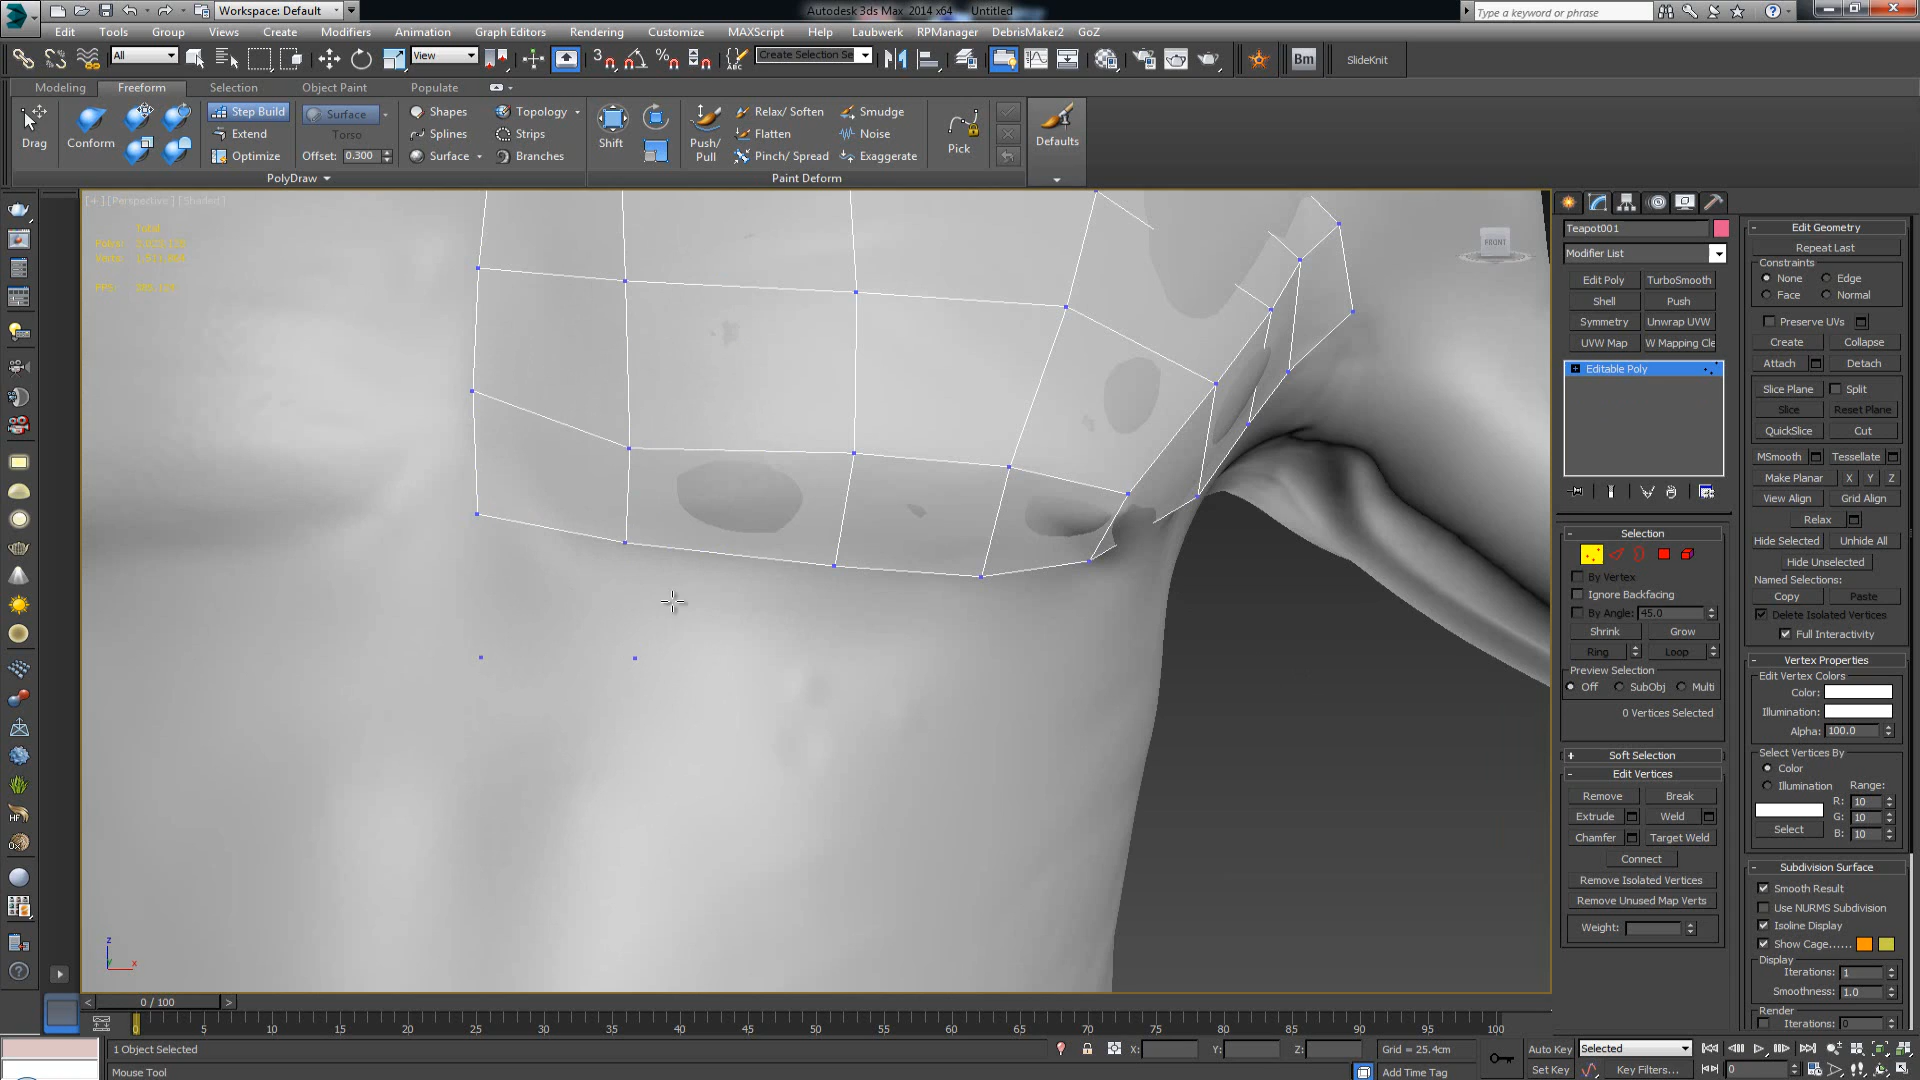 Workspace: Default
Autodesk 3ds Max 2014 x64 Untitled
Type a keyword or phrase
Edit Tools Group Views Create Modifiers Animation Graph Editors Rendering Customize MAXScript Help Laubwerk RPManager DebrisMaker2 GoZ
All View Create Selection Se Bm SlideKnit
Modeling Freeform Selection Object Paint Populate
Step Build Surface Shapes Topology Relax/ Soften Smudge
Drag Conform Extend Torso Splines Strips Shift Push/ Pull Flatten Noise Pick Defaults
Optimize Offset: 0.300 Surface Branches Pinch/ Spread Exaggerate
PolyDraw Paint Deform
[+] [Perspective] [Shaded]
Total
Polys:
Verts:
FPS:
FRONT
z
x
Teapot001
Modifier List
Edit Poly TurboSmooth
Shell Push
Symmetry Unwrap UVW
UVW Map W Mapping Cle
Editable Poly
Selection
By Vertex
Ignore Backfacing
By Angle: 45.0
Shrink Grow
Ring Loop
Preview Selection
Off SubObj Multi
0 Vertices Selected
Soft Selection
Edit Vertices
Remove Break
Extrude Weld
Chamfer Target Weld
Connect
Remove Isolated Vertices
Remove Unused Map Verts
Weight:
Edit Geometry
Repeat Last
Constraints
None Edge
Face Normal
Preserve UVs
Create Collapse
Attach Detach
Slice Plane Split
Slice Reset Plane
QuickSlice Cut
MSmooth Tessellate
Make Planar X Y Z
View Align Grid Align
Relax
Hide Selected Unhide All
Hide Unselected
Named Selections:
Copy Paste
Delete Isolated Vertices
Full Interactivity
Vertex Properties
Edit Vertex Colors
Color:
Illumination:
Alpha: 100.0
Select Vertices By
Color
Illumination Range:
R: 10
G: 10
Select B: 10
Subdivision Surface
Smooth Result
Use NURMS Subdivision
Isoline Display
Show Cage......
Display
Iterations: 1
Smoothness: 1.0
Render
Iterations: 0
< 0 / 100 >
0 5 10 15 20 25 30 35 40 45 50 55 60 65 70 75 80 85 90 95 100
1 Object Selected X: Y: Z: Grid = 25.4cm Auto Key Selected
Mouse Tool Add Time Tag Set Key Key Filters... 0